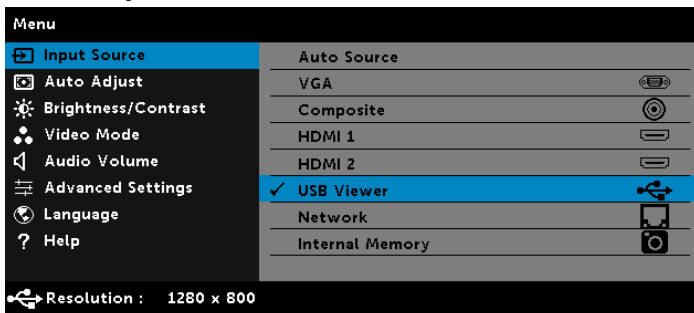 Menu
Input Source
Auto Adjust
Brightness/Contrast
Video Mode
Audio Volume
Advanced Settings
Language
? Help
Auto Source
VGA
Composite
HDMI 1
HDMI 2
✓ USB Viewer
Network
Internal Memory
Resolution : 1280 x 800